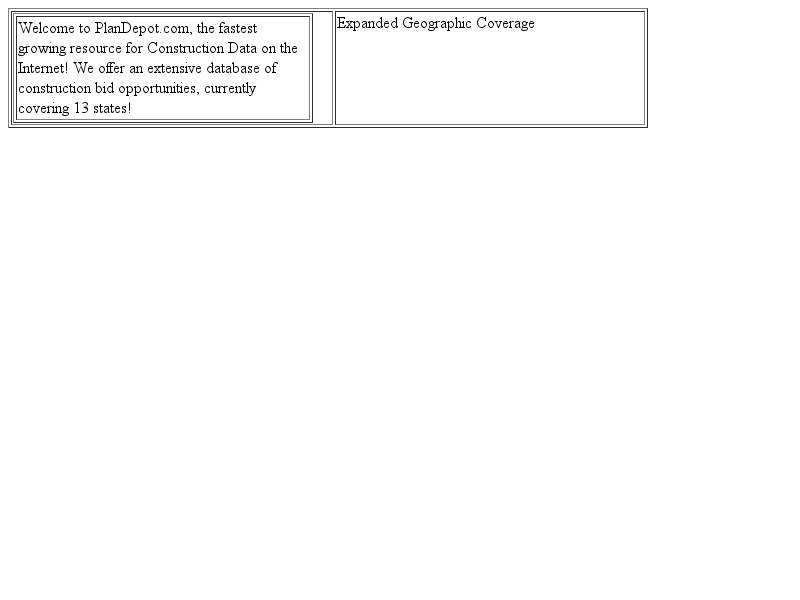 Welcome to PlanDepot.com, the fastest
growing resource for Construction Data on the
Internet! We offer an extensive database of
construction bid opportunities, currently
covering 13 states!
Expanded Geographic Coverage